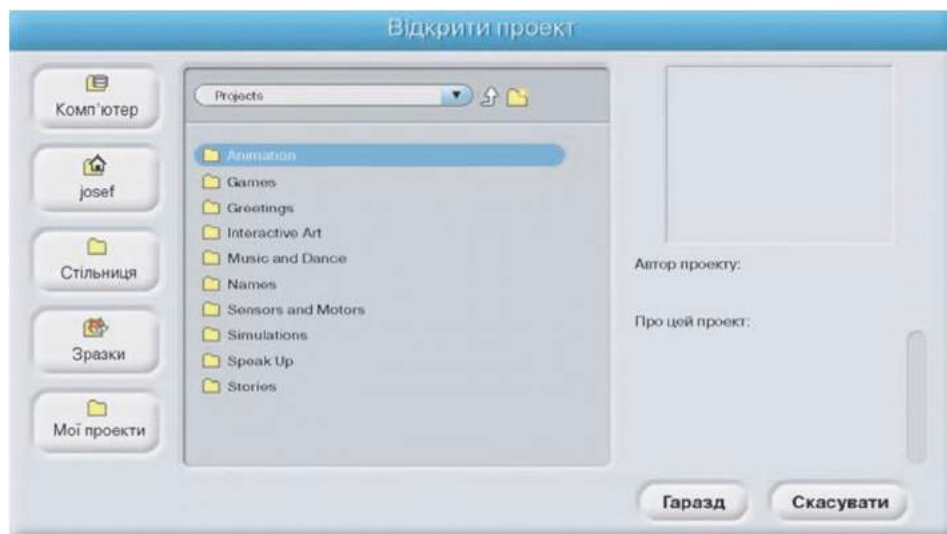 Відкрити проект
Комп'ютер
josef
Стільниця
Зразки
Мої проекти
Projects
Animation
Games
Greetings
Interactive Art
Music and Dance
Names
Sensors and Motors
Simulations
Speak Up
Stories
Автор проекту:
Про цей проект:
Гаразд
Скасувати